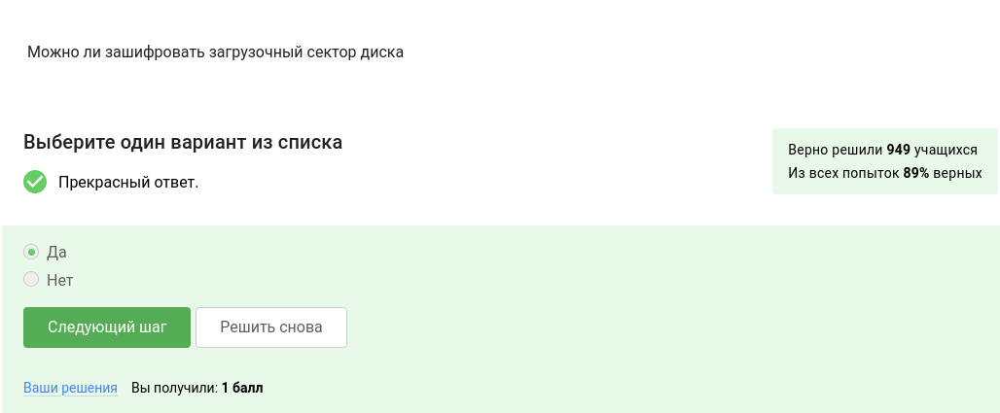 Можно ли зашифровать загрузочный сектор диска
Выберите один вариант из списка
Прекрасный ответ.
Верно решили 949 учащихся
Из всех попыток 89% верных
Да
Нет
Следующий шаг
Решить снова
Ваши решения Вы получили: 1 балл